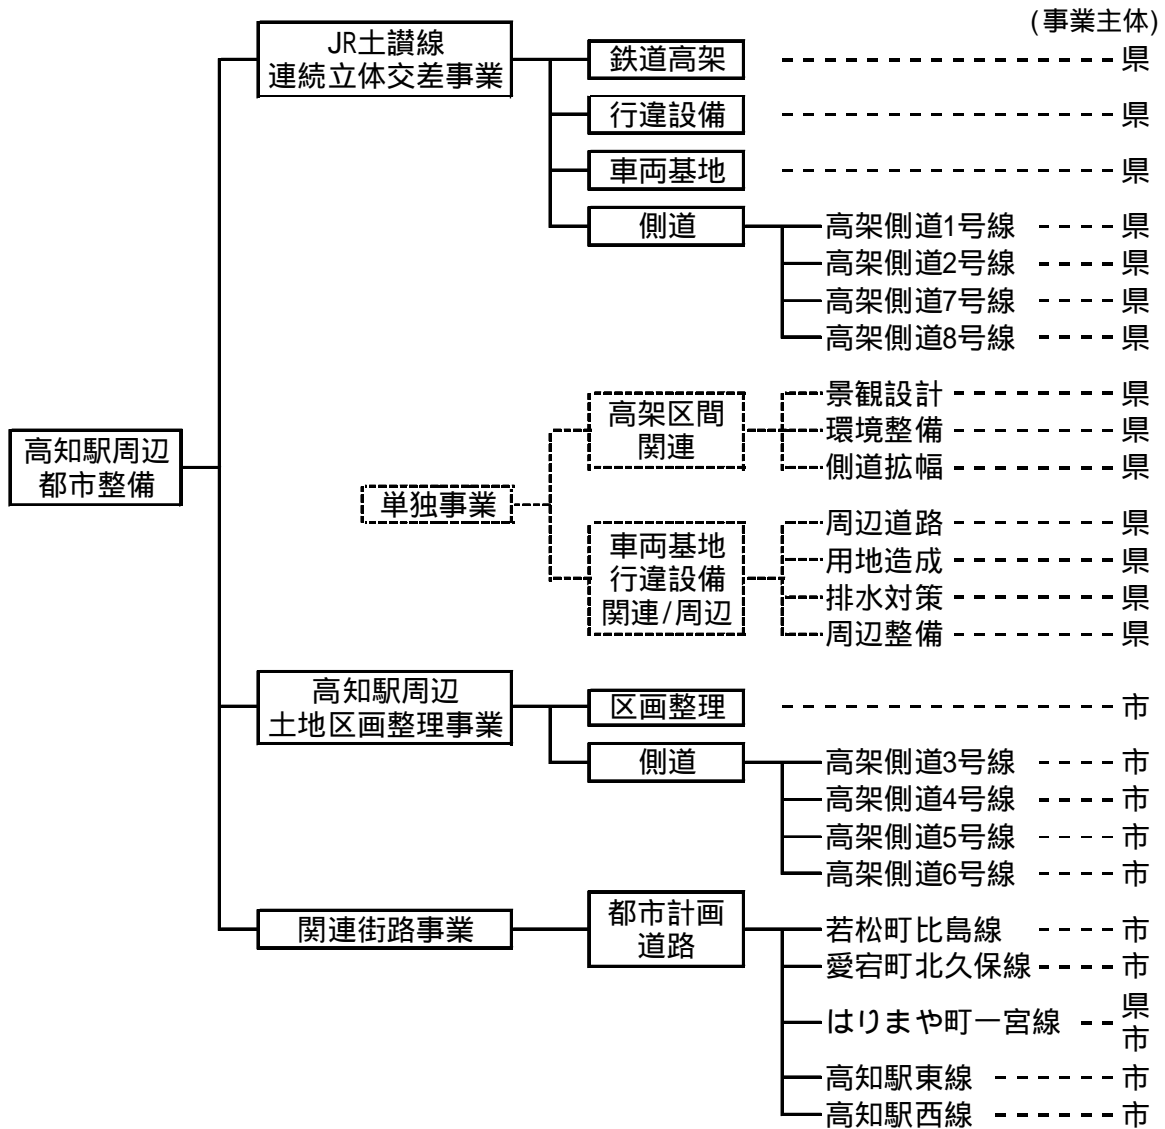 (事業主体)
JR土讃線
連続立体交差事業
鉄道高架 県
行違設備 県
車両基地 県
側道 高架側道1号線 県
高架側道2号線 県
高架側道7号線 県
高架側道8号線 県
高知駅周辺
都市整備
単独事業
高架区間
関連
景観設計 県
環境整備 県
側道拡幅 県
車両基地
行違設備
関連/周辺
周辺道路 県
用地造成 県
排水対策 県
周辺整備 県
高知駅周辺
土地区画整理事業
区画整理 市
側道 高架側道3号線 市
高架側道4号線 市
高架側道5号線 市
高架側道6号線 市
関連街路事業
都市計画
道路
若松町比島線 市
愛宕町北久保線 市
はりまや町一宮線 県
市
高知駅東線 市
高知駅西線 市